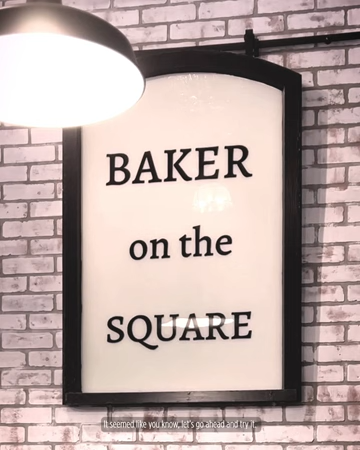 BAKER
on the
SQUARE
It seemed like you know, let's go ahead and try it.